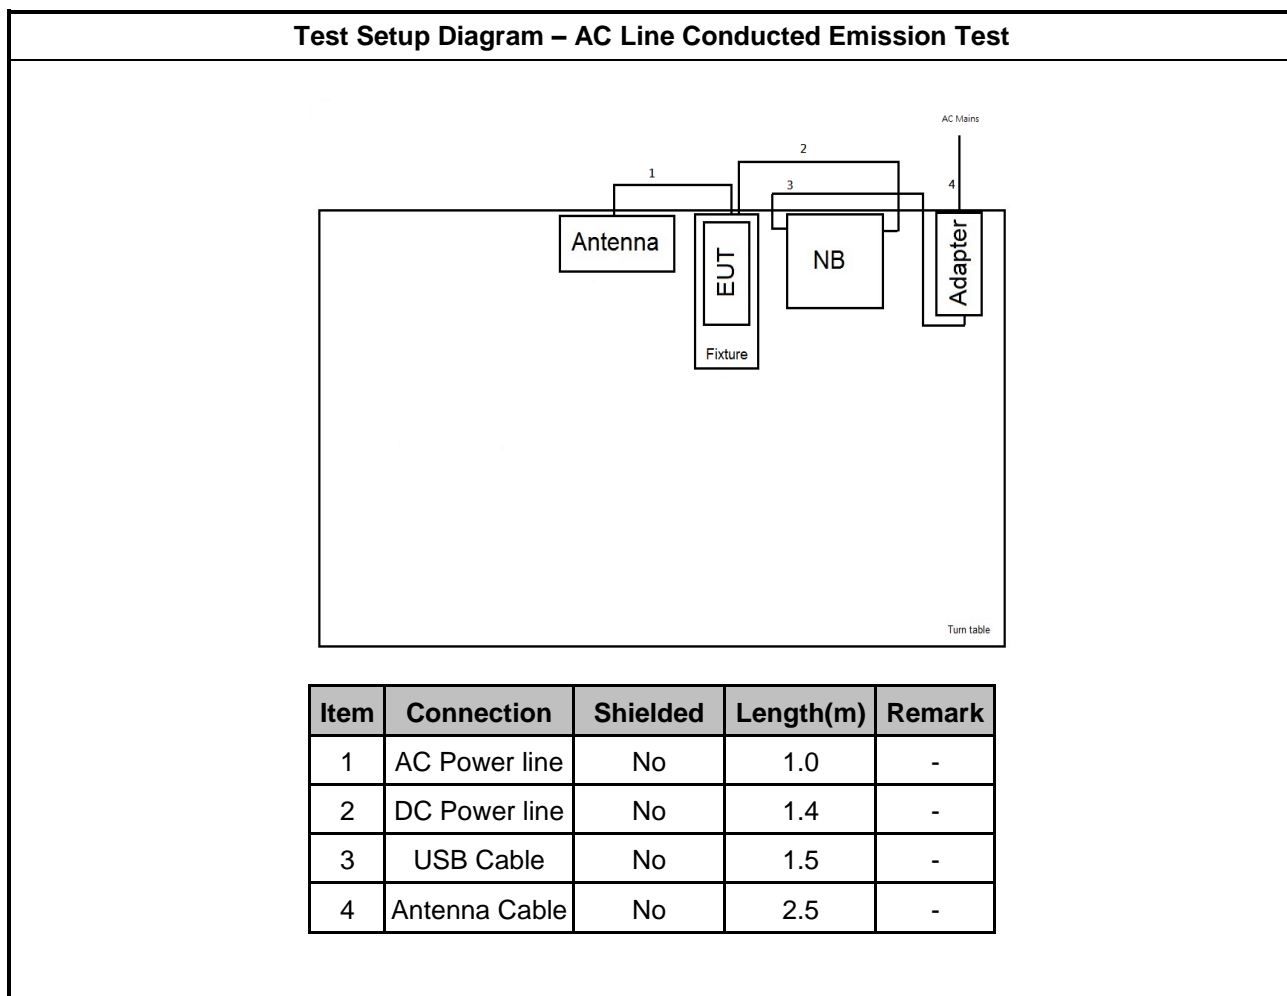 Test Setup Diagram – AC Line Conducted Emission Test
AC Mains
2
1
3
4
Antenna
EUT
NB
Adapter
Fixture
Turn table
Item Connection Shielded Length(m) Remark
1 AC Power line No 1.0 -
2 DC Power line No 1.4 -
3 USB Cable No 1.5 -
4 Antenna Cable No 2.5 -